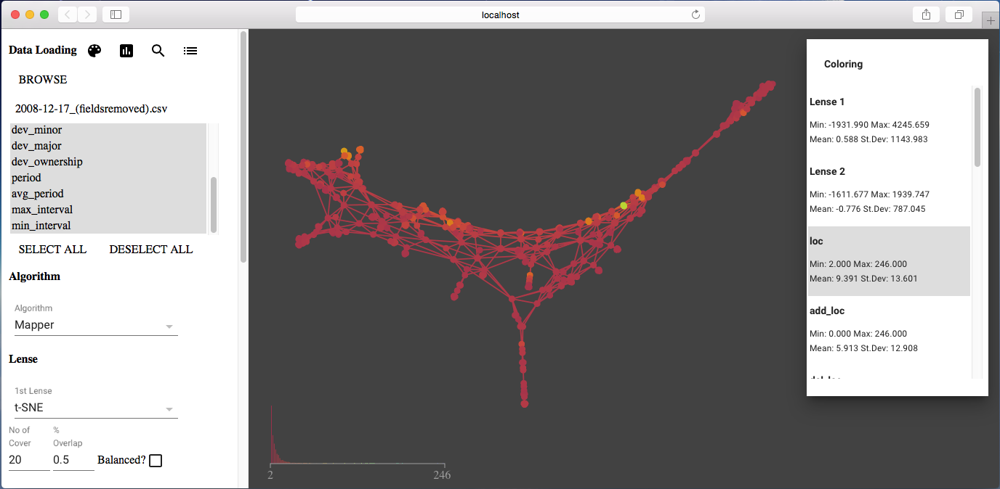 localhost
Data Loading
BROWSE
2008-12-17_(fieldsremoved).csv
dev_minor
dev_major
dev_ownership
period
avg_period
max_interval
min_interval
SELECT ALL DESELECT ALL
Algorithm
Algorithm
Mapper
Lense
1st Lense
t-SNE
No of Cover
% Overlap
20 0.5 Balanced?
2 246
Coloring
Lense 1
Min: -1931.990 Max: 4245.659
Mean: 0.588 St.Dev: 1143.983
Lense 2
Min: -1611.677 Max: 1939.747
Mean: -0.776 St.Dev: 787.045
loc
Min: 2.000 Max: 246.000
Mean: 9.391 St.Dev: 13.601
add_loc
Min: 0.000 Max: 246.000
Mean: 5.913 St.Dev: 12.908